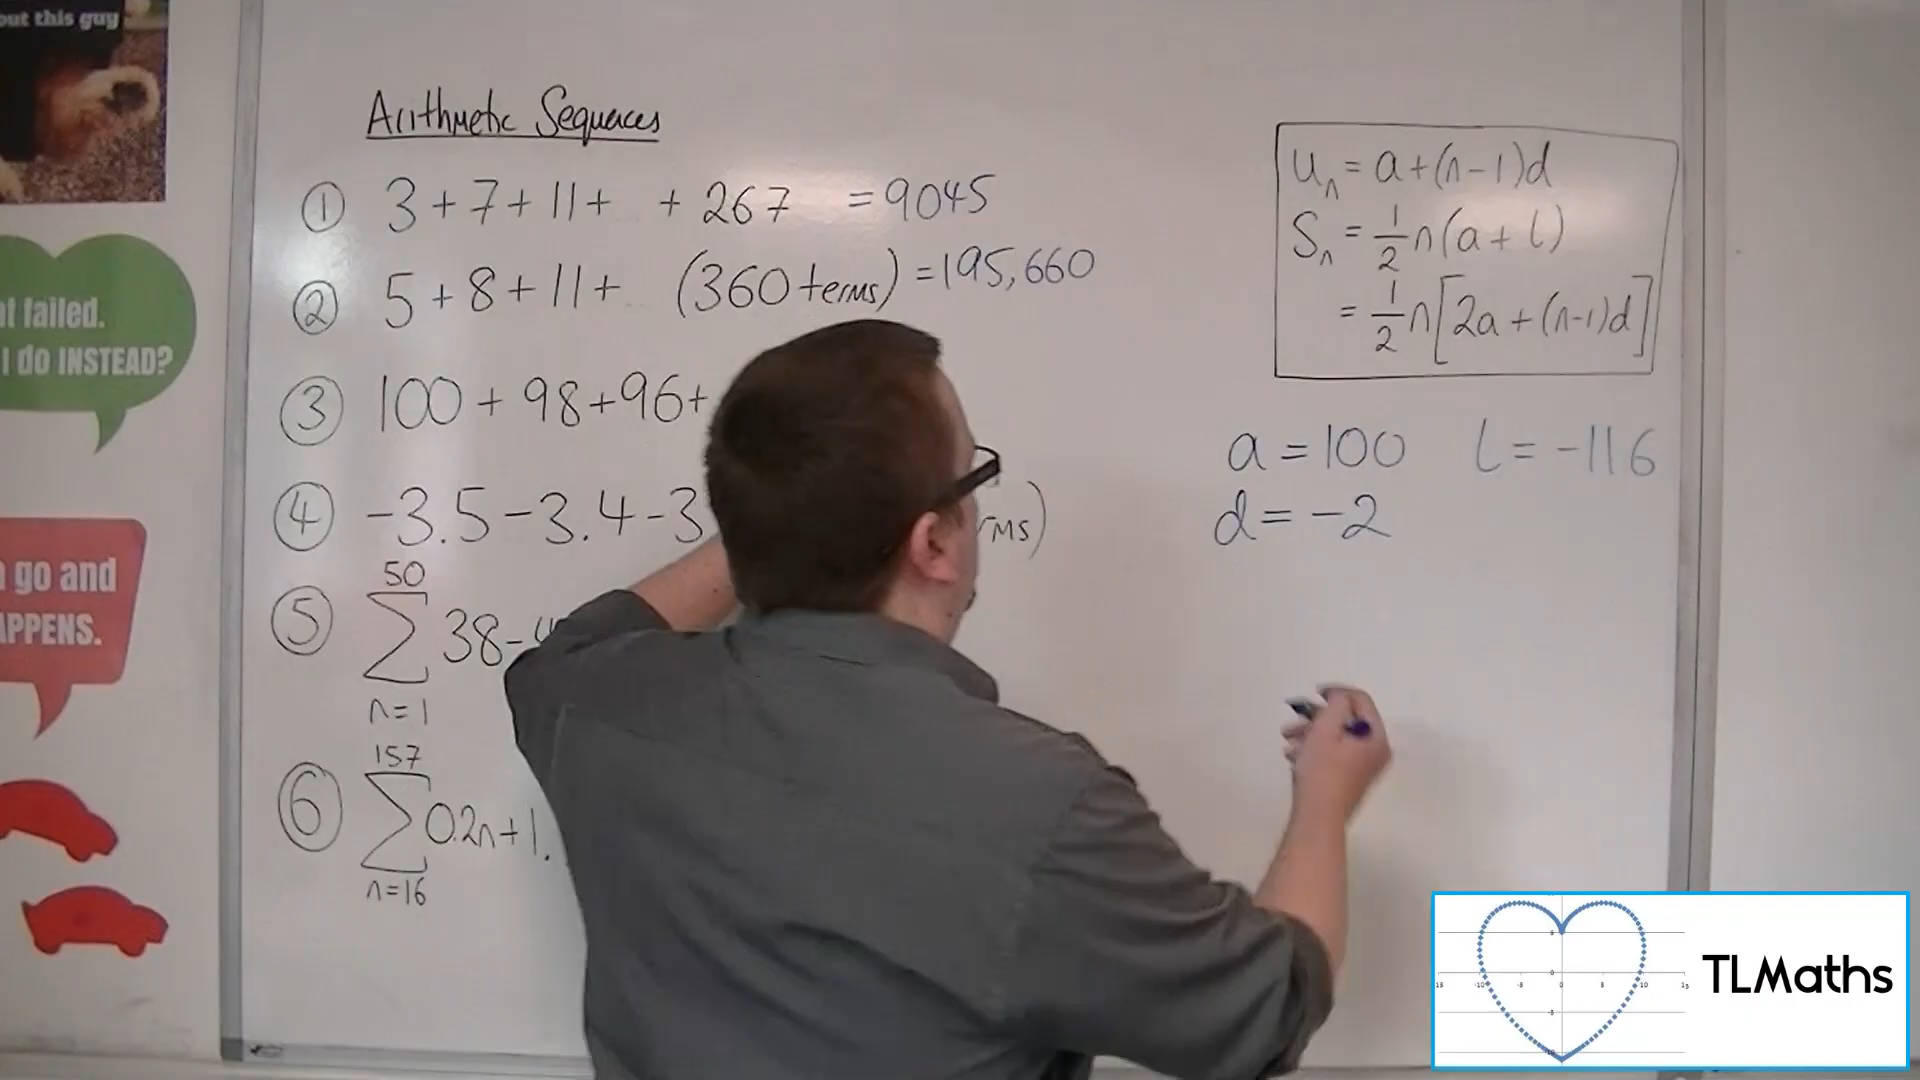 out this guy
Arithmetic Sequences
① 3+7+11+ +267 =9045
② 5+8+11+ (360 terms) =195,660
③ 100+98+96+
④ -3.5-3.4-3 rms)
50
⑤ ∑ 38-4
n=1
157
⑥ ∑ 0.2n+1.
n=16
Uₙ = a+(n-1)d
Sₙ = 1/2 n(a+l)
= 1/2 n[2a+(n-1)d]
a=100 l=-116
d=-2
failed.
I do INSTEAD?
go and
APPENS.
TLMaths